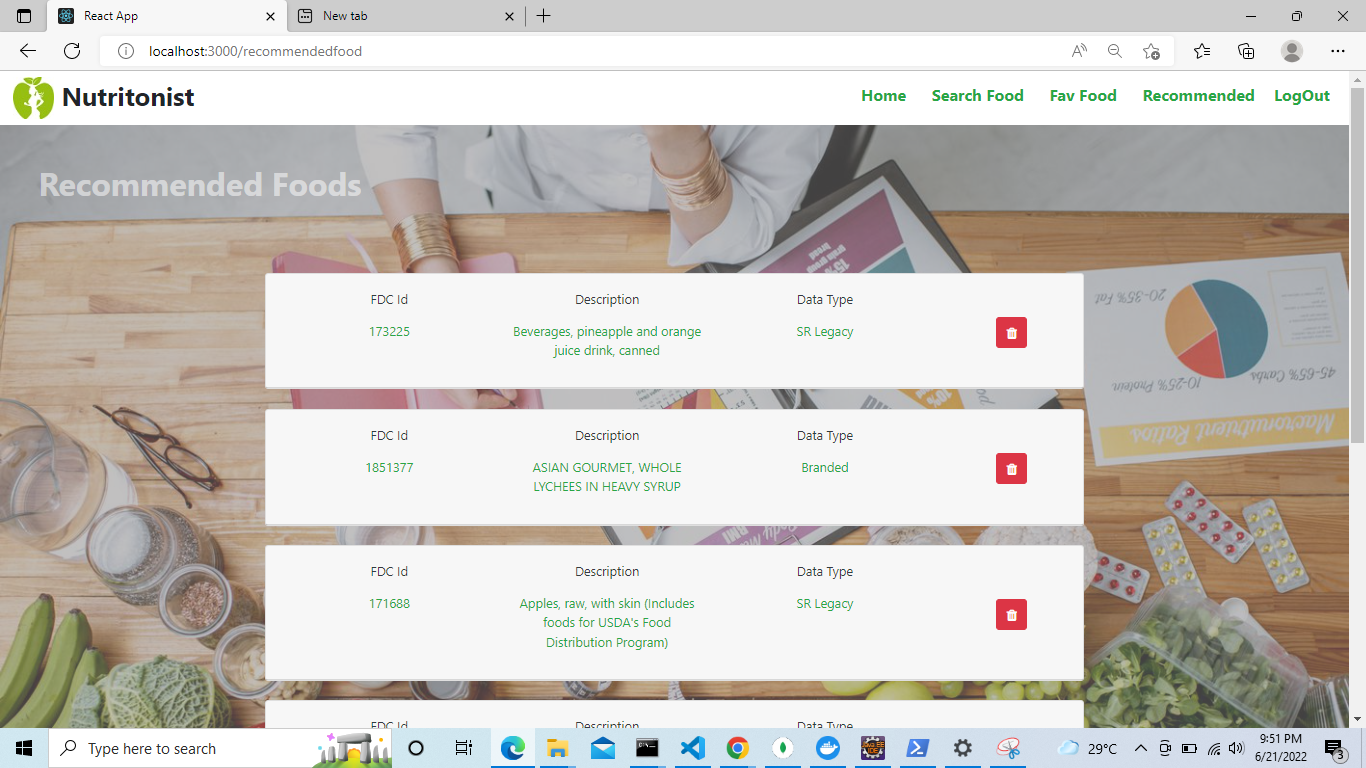 React App
New tab
localhost:3000/recommendedfood
Nutritonist
Home Search Food Fav Food Recommended LogOut
Recommended Foods
FDC Id Description Data Type
173225 Beverages, pineapple and orange SR Legacy
juice drink, canned
FDC Id Description Data Type
1851377 ASIAN GOURMET, WHOLE Branded
LYCHEES IN HEAVY SYRUP
FDC Id Description Data Type
171688 Apples, raw, with skin (Includes SR Legacy
foods for USDA's Food
Distribution Program)
FDC Id Description Data Type
20-35% Fat
45-65% Carbs
10-25% Protein
Macronutrient Ratios
Type here to search
29°C
9:51 PM
6/21/2022
3